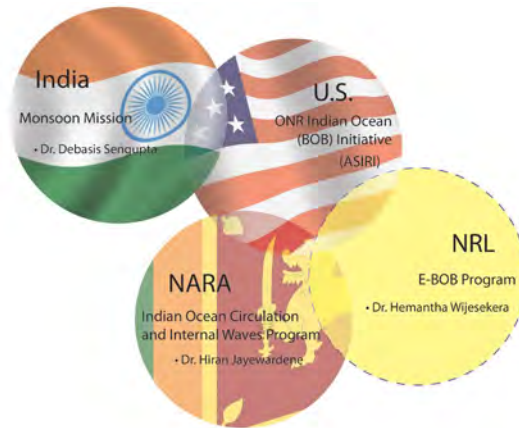 India
Monsoon Mission
• Dr. Debasis Sengupta
U.S.
ONR Indian Ocean
(BOB) Initiative
(ASIRI)
NARA
Indian Ocean Circulation
and Internal Waves Program
• Dr. Hiran Jayewardene
NRL
E-BOB Program
• Dr. Hemantha Wijesekera